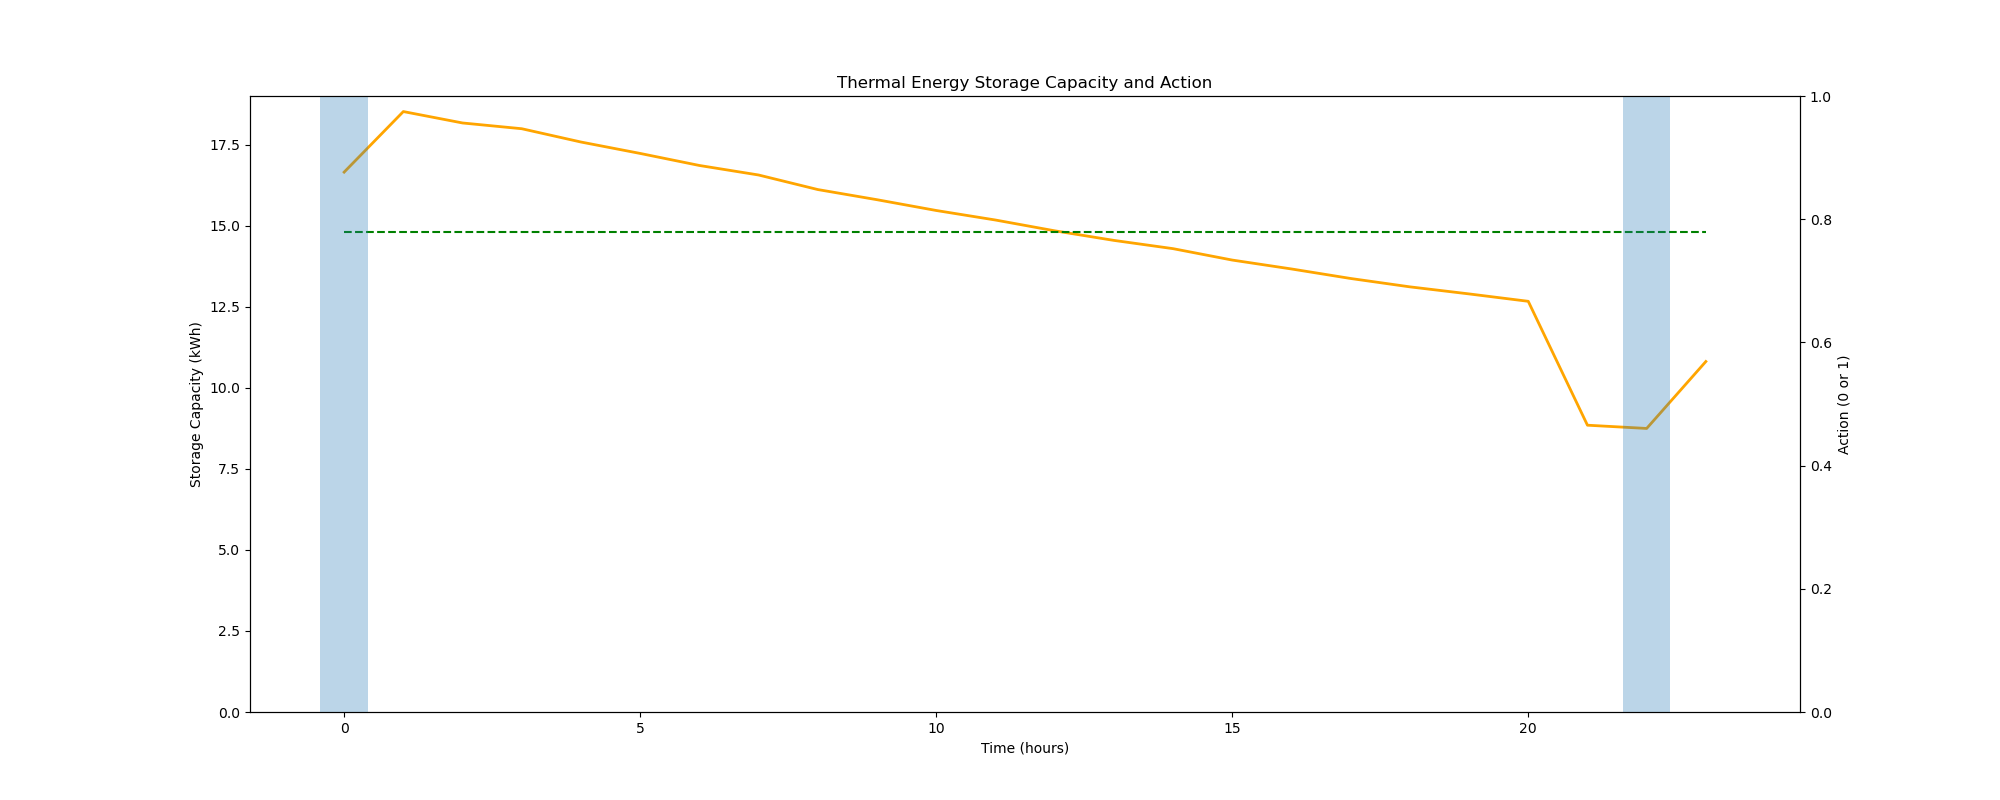 Thermal Energy Storage Capacity and Action
Storage Capacity (kWh)
17.5
15.0
12.5
10.0
7.5
5.0
2.5
0.0
1.0
0.8
0.6
0.4
0.2
0.0
Action (0 or 1)
0 5 10 15 20
Time (hours)